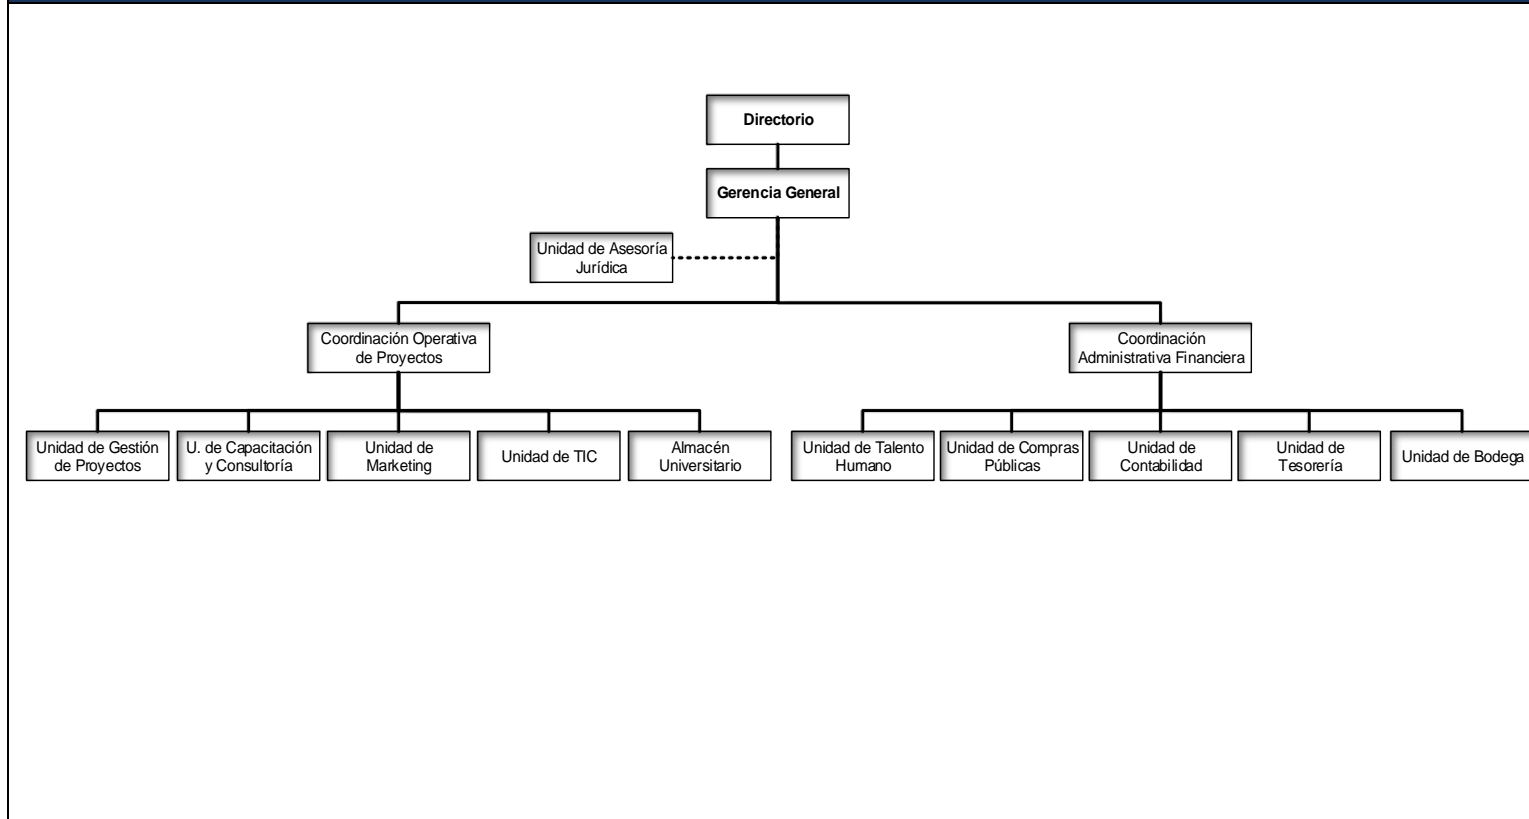 Directorio
Gerencia General
Unidad de Asesoría
Jurídica
Coordinación Operativa
de Proyectos
Coordinación
Administrativa Financiera
Unidad de Gestión
de Proyectos
U. de Capacitación
y Consultoría
Unidad de
Marketing
Unidad de TIC
Almacén
Universitario
Unidad de Talento
Humano
Unidad de Compras
Públicas
Unidad de
Contabilidad
Unidad de
Tesorería
Unidad de Bodega